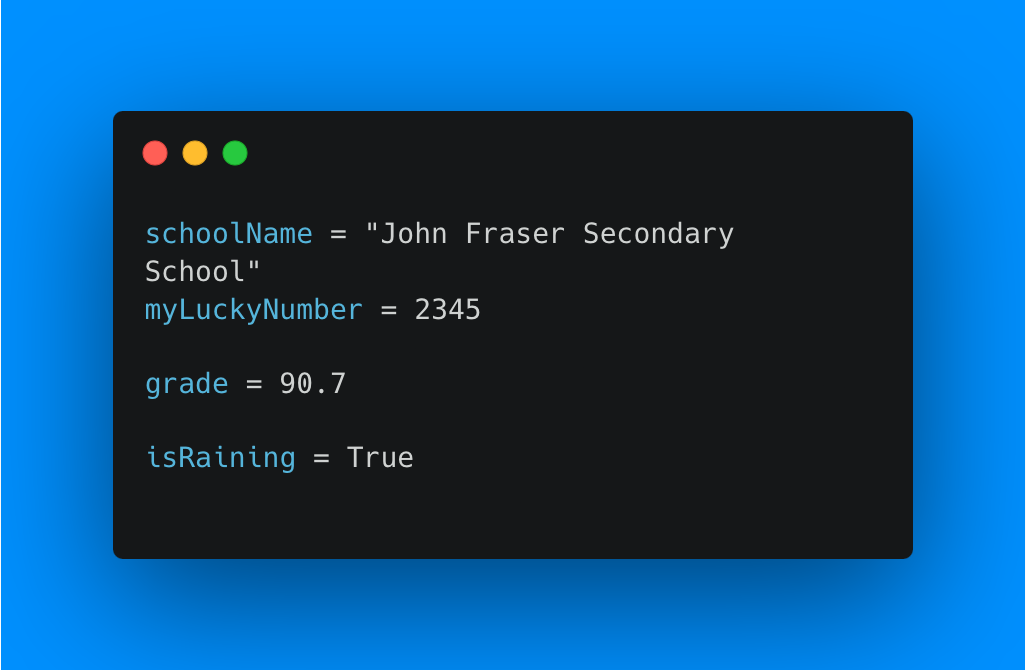 schoolName = "John Fraser Secondary
School"
myLuckyNumber = 2345
grade = 90.7
isRaining = True